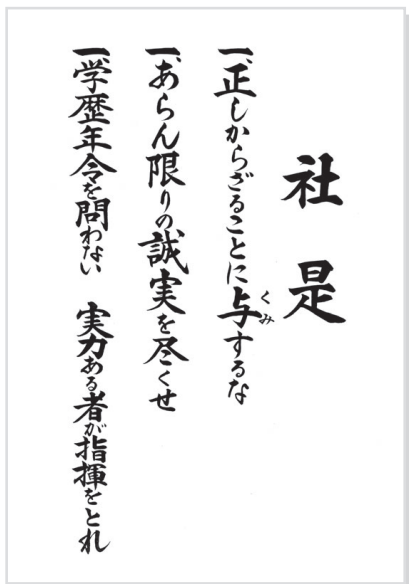 社是
一、正しからざることに与するな
くみ
一、あらん限りの誠実を尽くせ
一、学歴年令を問わない　実力ある者が指揮をとれ